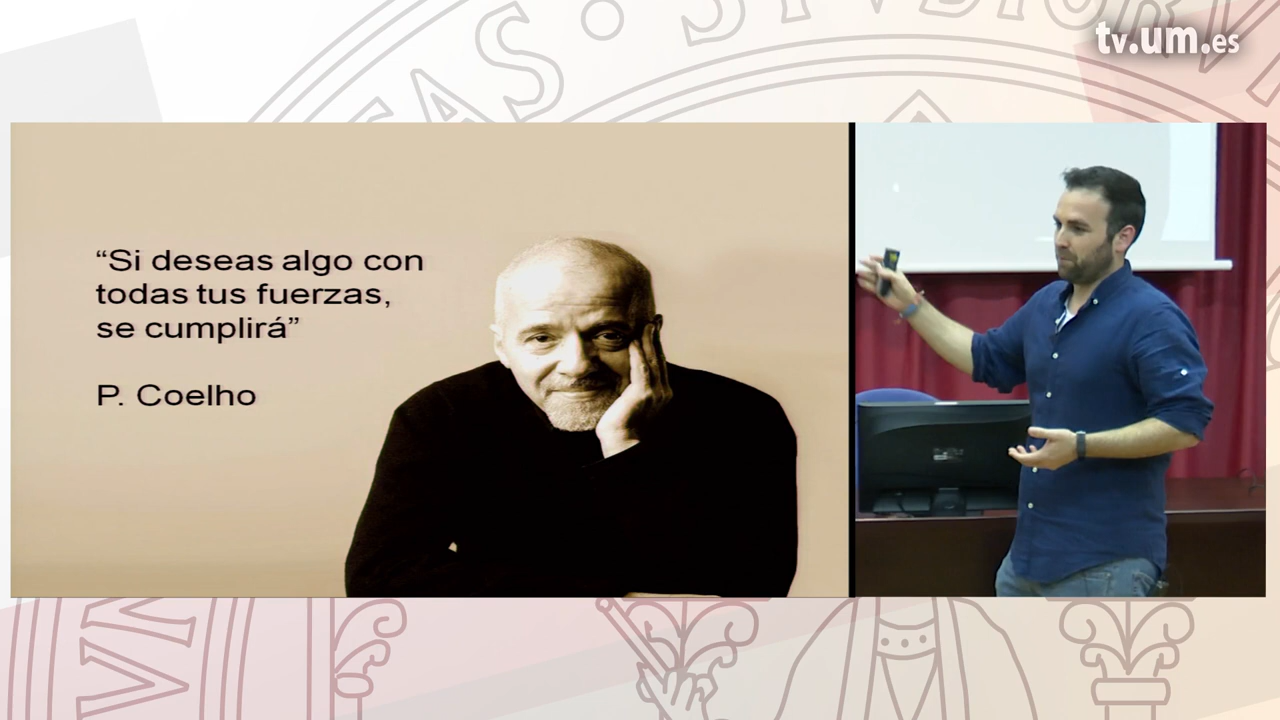 tv.um.es
“Si deseas algo con
todas tus fuerzas,
se cumplirá”
P. Coelho